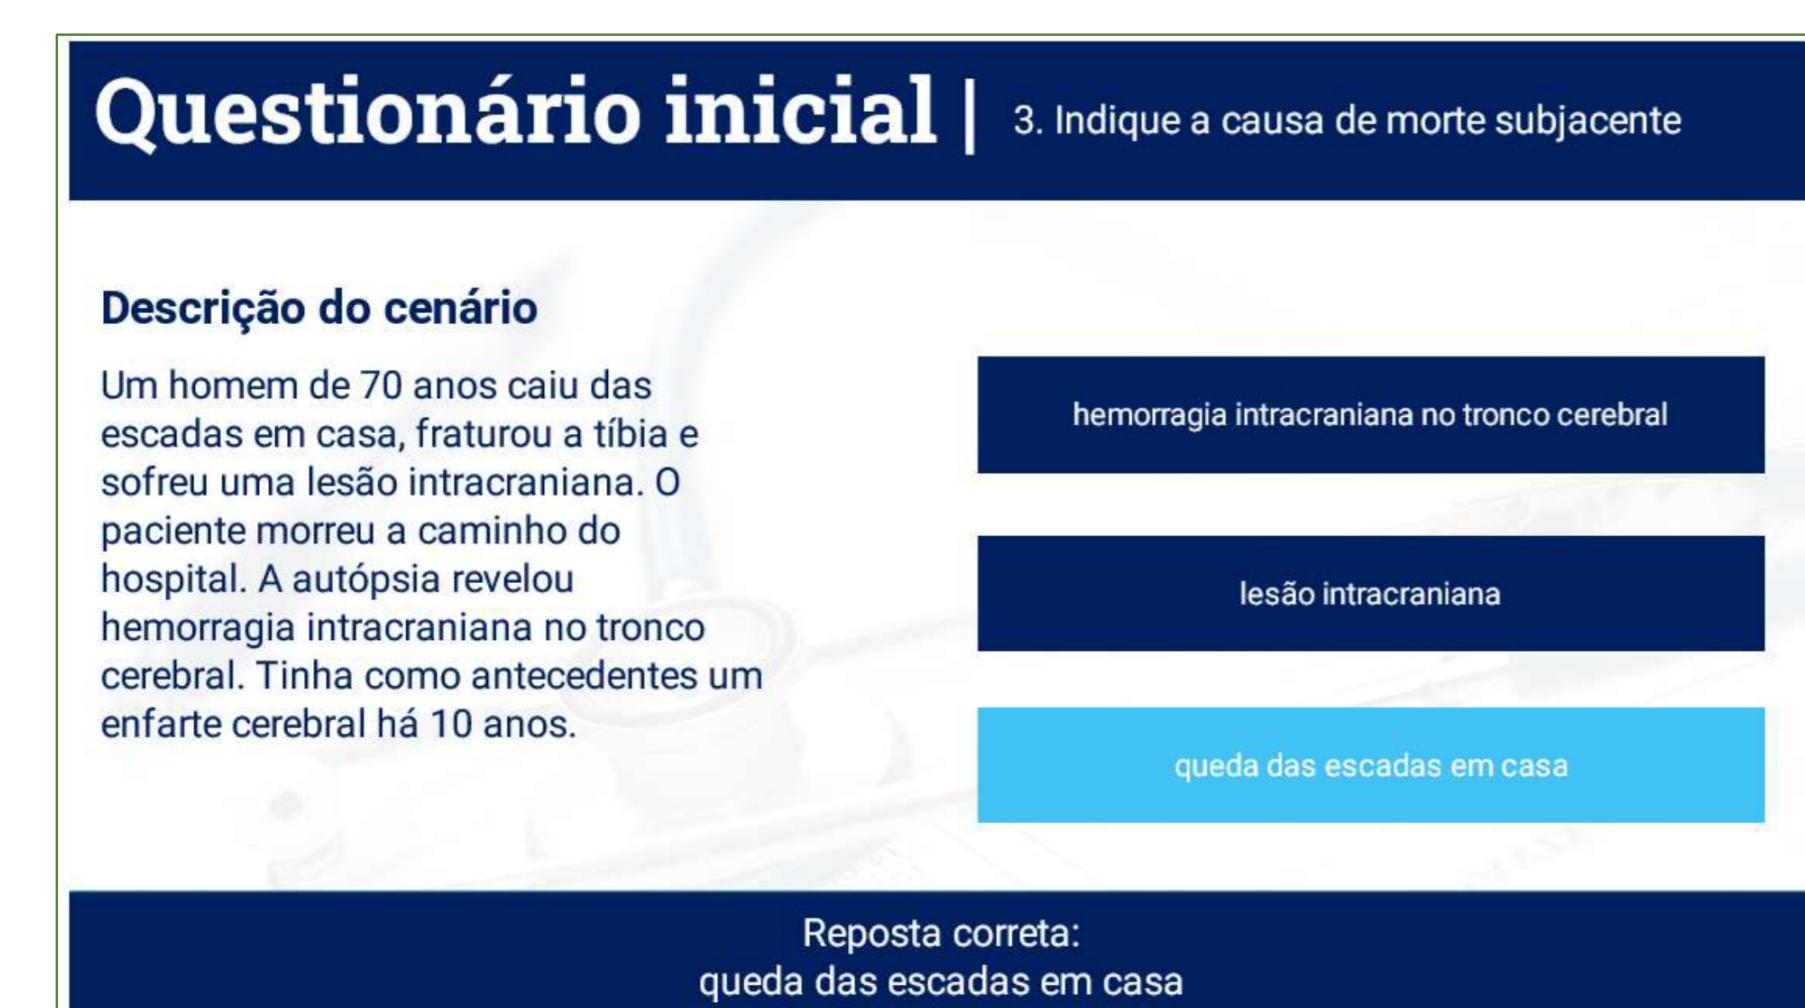 Questionário inicial | 3. Indique a causa de morte subjacente
Descrição do cenário
Um homem de 70 anos caiu das
escadas em casa, fraturou a tíbia e
sofreu uma lesão intracraniana. O
paciente morreu a caminho do
hospital. A autópsia revelou
hemorragia intracraniana no tronco
cerebral. Tinha como antecedentes um
enfarte cerebral há 10 anos.
hemorragia intracraniana no tronco cerebral
lesão intracraniana
queda das escadas em casa
Reposta correta:
queda das escadas em casa